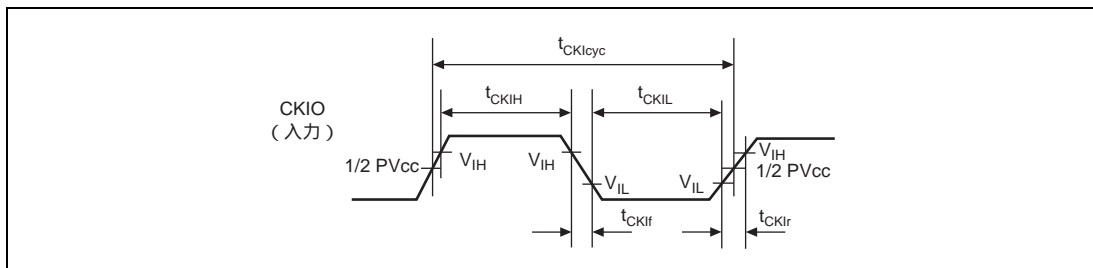 tCKIcyc
tCKIH
tCKIL
CKIO
（入力）
1/2 PVcc
VIH
VIH
VIL
VIL
VIH
1/2 PVcc
tCKIf
tCKIr